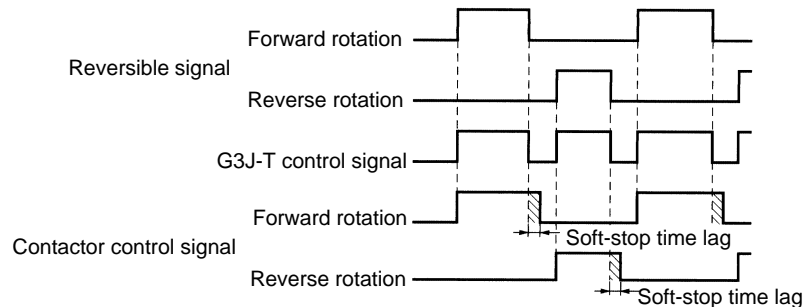 Forward rotation
Reversible signal
Reverse rotation
G3J-T control signal
Forward rotation
Soft-stop time lag
Contactor control signal
Reverse rotation
Soft-stop time lag